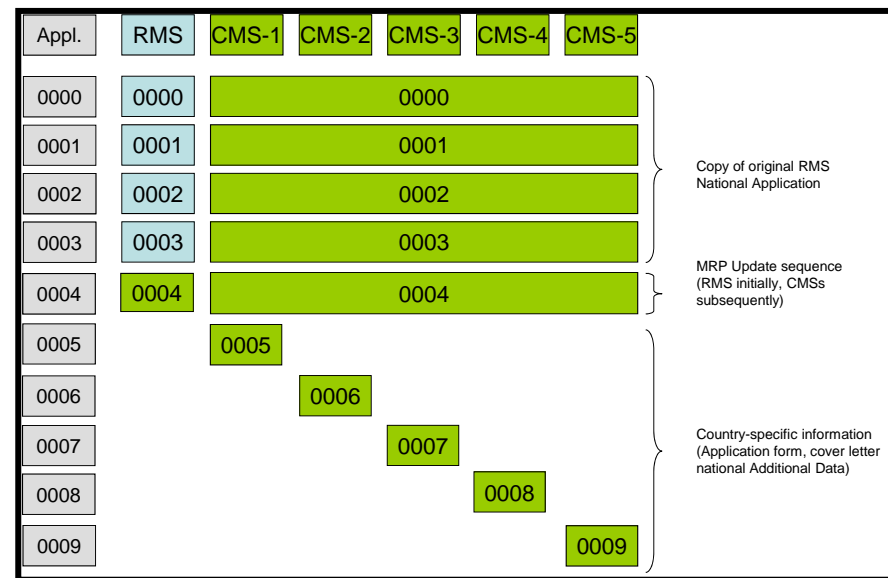 Appl. RMS CMS-1 CMS-2 CMS-3 CMS-4 CMS-5
0000 0000 0000
0001 0001 0001
0002 0002 0002
0003 0003 0003
Copy of original RMS
National Application
0004 0004 0004
MRP Update sequence
(RMS initially, CMSs
subsequently)
0005 0005
0006 0006
0007 0007
0008 0008
0009 0009
Country-specific information
(Application form, cover letter
national Additional Data)